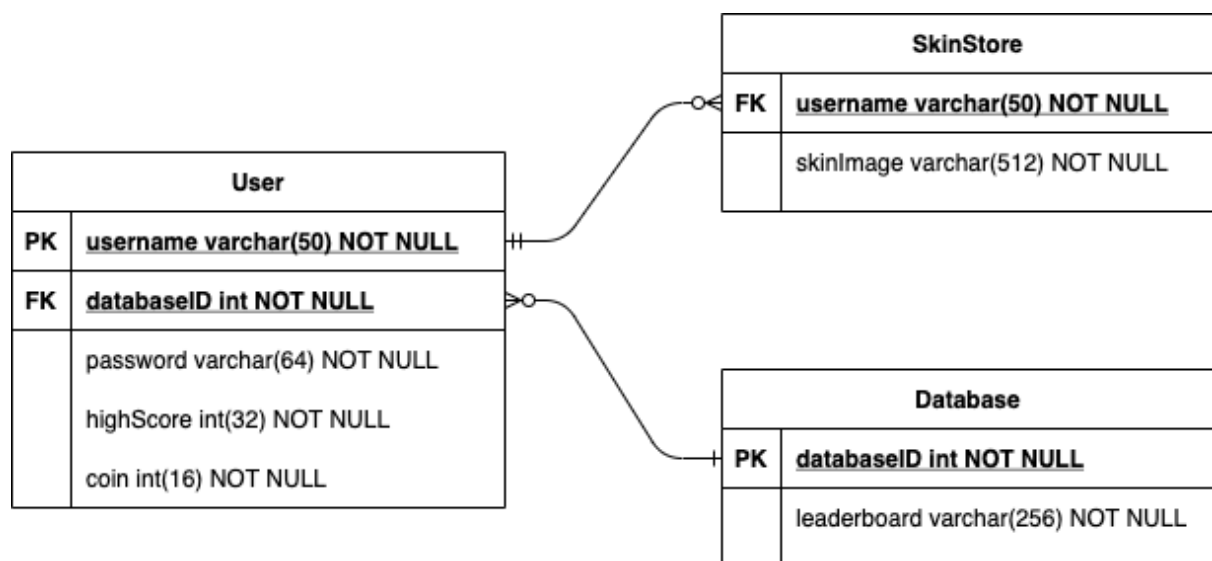 SkinStore
FK username varchar(50) NOT NULL
skinImage varchar(512) NOT NULL
User
PK username varchar(50) NOT NULL
FK databaseID int NOT NULL
password varchar(64) NOT NULL
highScore int(32) NOT NULL
coin int(16) NOT NULL
Database
PK databaseID int NOT NULL
leaderboard varchar(256) NOT NULL